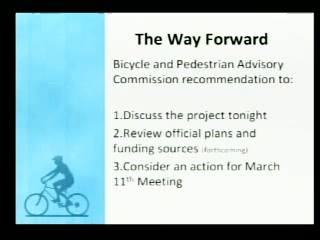 The Way Forward
Bicycle and Pedestrian Advisory
Commission recommendation to:
1.Discuss the project tonight
2.Review official plans and
funding sources (forthcoming)
3.Consider an action for March
11th Meeting